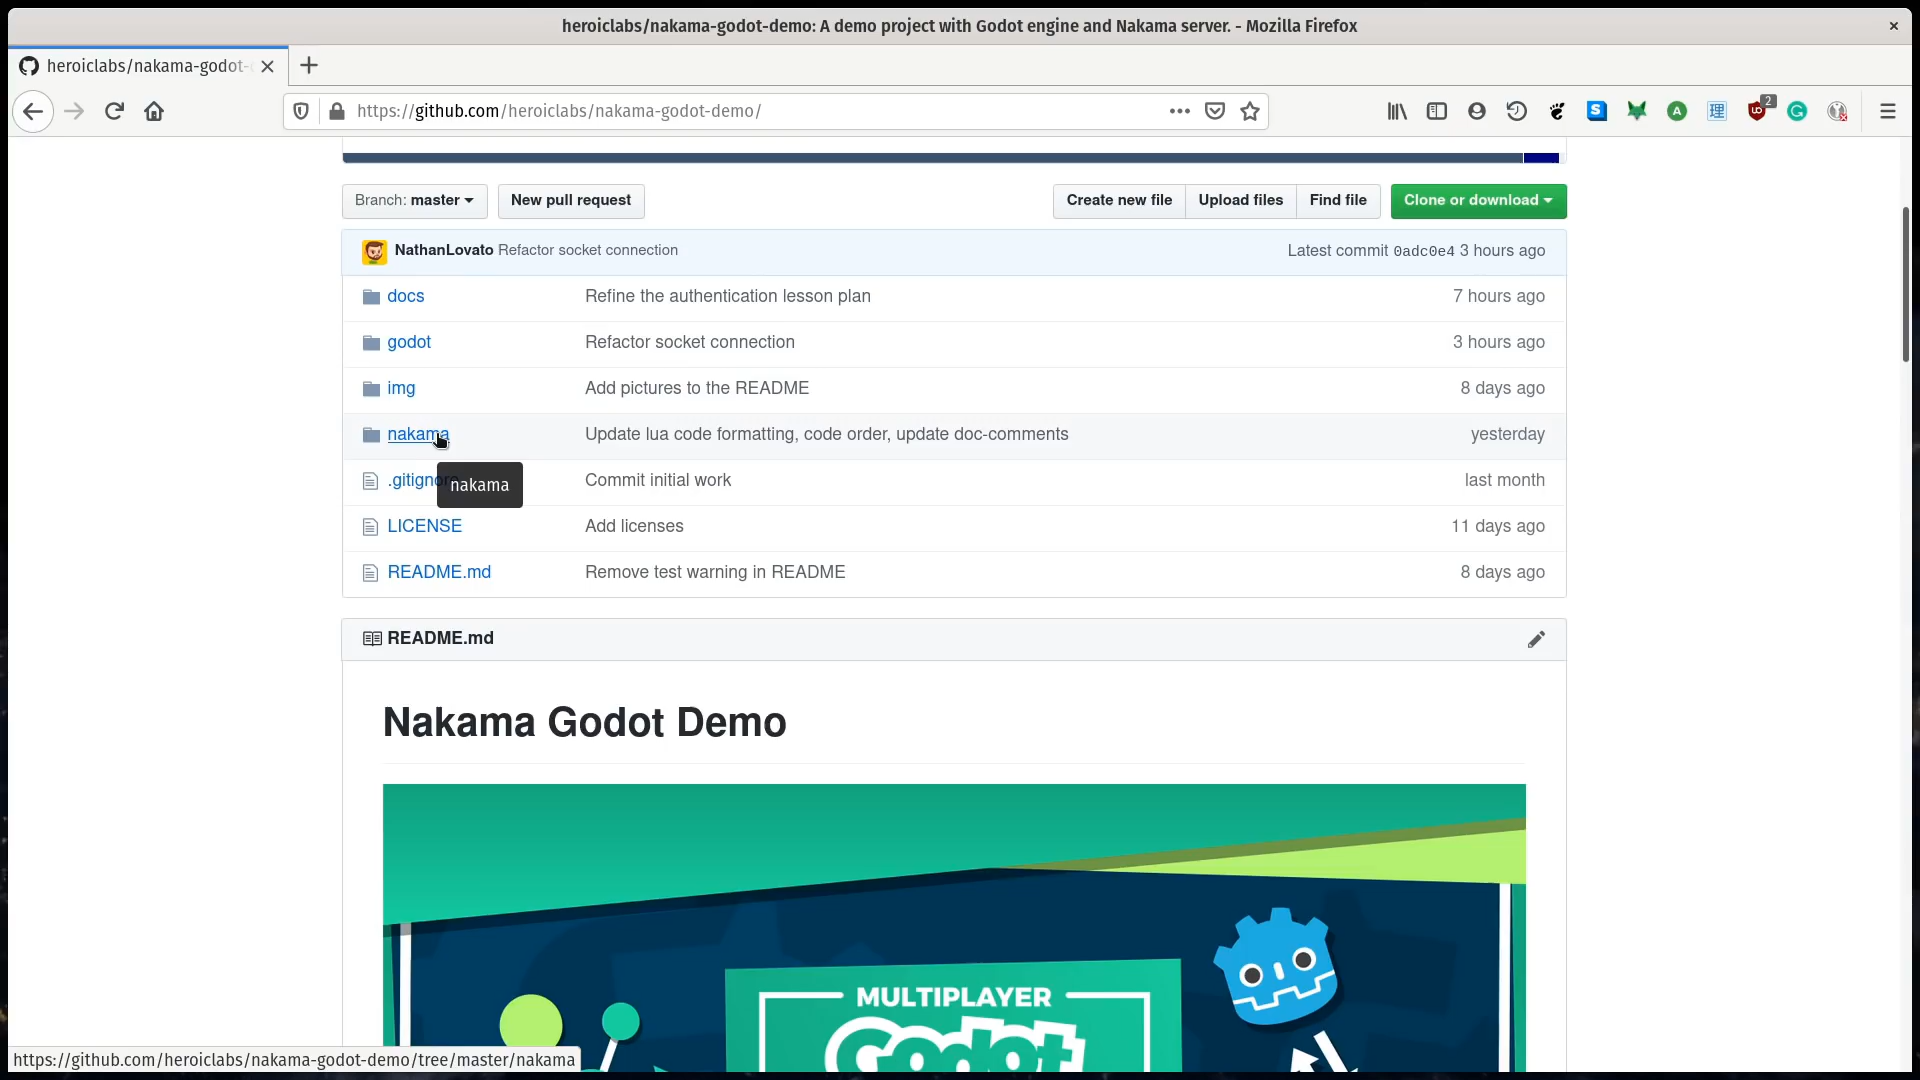 heroiclabs/nakama-godot-demo: A demo project with Godot engine and Nakama server. - Mozilla Firefox
heroiclabs/nakama-godot-
https://github.com/heroiclabs/nakama-godot-demo/
2
Branch: master
New pull request
Create new file
Upload files
Find file
Clone or download
NathanLovato Refactor socket connection
Latest commit 0adc0e4 3 hours ago
docs Refine the authentication lesson plan 7 hours ago
godot Refactor socket connection 3 hours ago
img Add pictures to the README 8 days ago
nakama Update lua code formatting, code order, update doc-comments yesterday
.gitignore Commit initial work last month
nakama
LICENSE Add licenses 11 days ago
README.md Remove test warning in README 8 days ago
README.md
Nakama Godot Demo
MULTIPLAYER
Godot
https://github.com/heroiclabs/nakama-godot-demo/tree/master/nakama